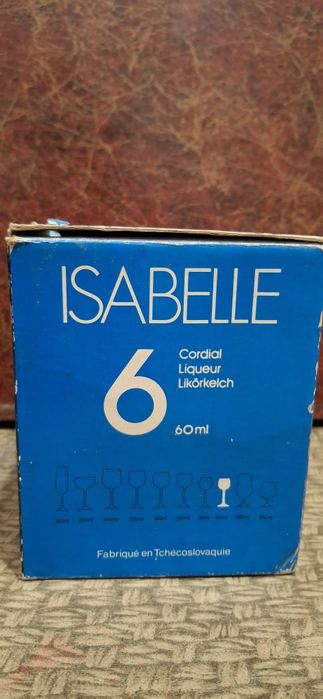 ISABELLE
6
Cordial
Liqueur
Likörkelch
60ml
Fabriqué en Tchécoslovaquie